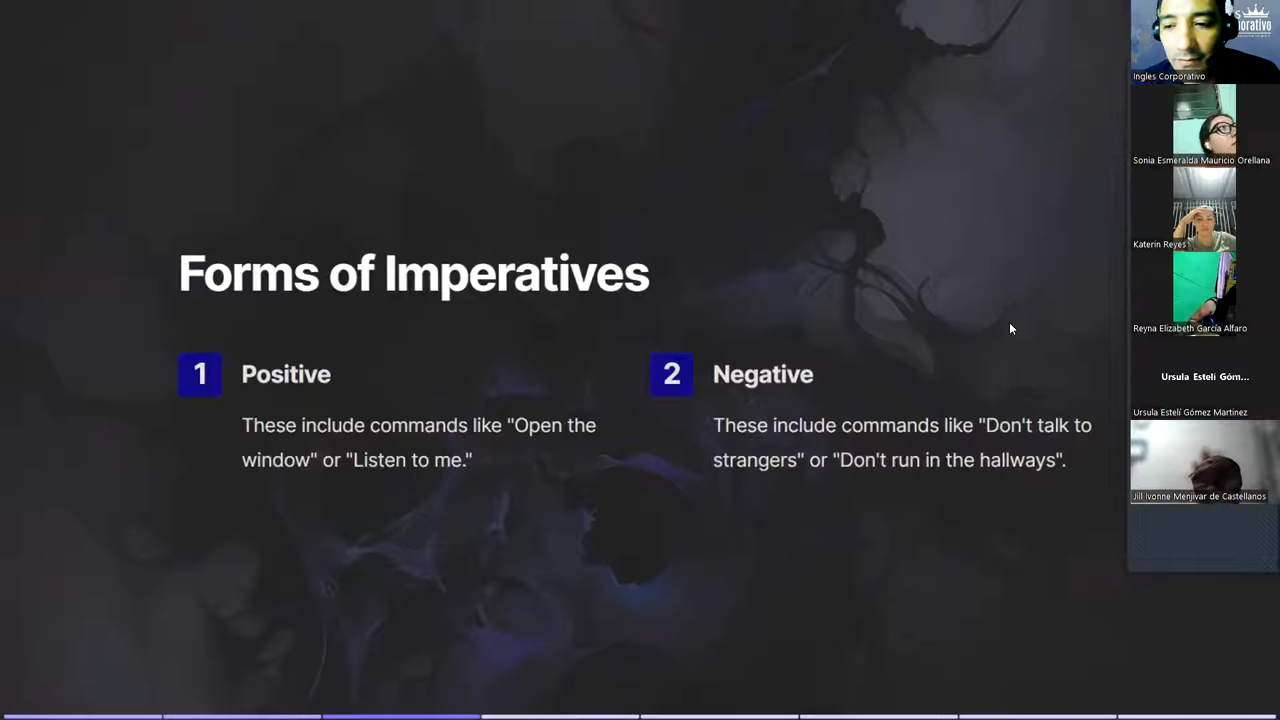 Forms of Imperatives
1
Positive
These include commands like "Open the
window" or "Listen to me."
2
Negative
These include commands like "Don't talk to
strangers" or "Don't run in the hallways".
Ingles Corporativo
Sonia Esmeralda Mauricio Orellana
Katerin Reyes
Reyna Elizabeth García Alfaro
Ursula Estelí Góm...
Ursula Estelí Gómez Martinez
Jill Ivonne Menjivar de Castellanos